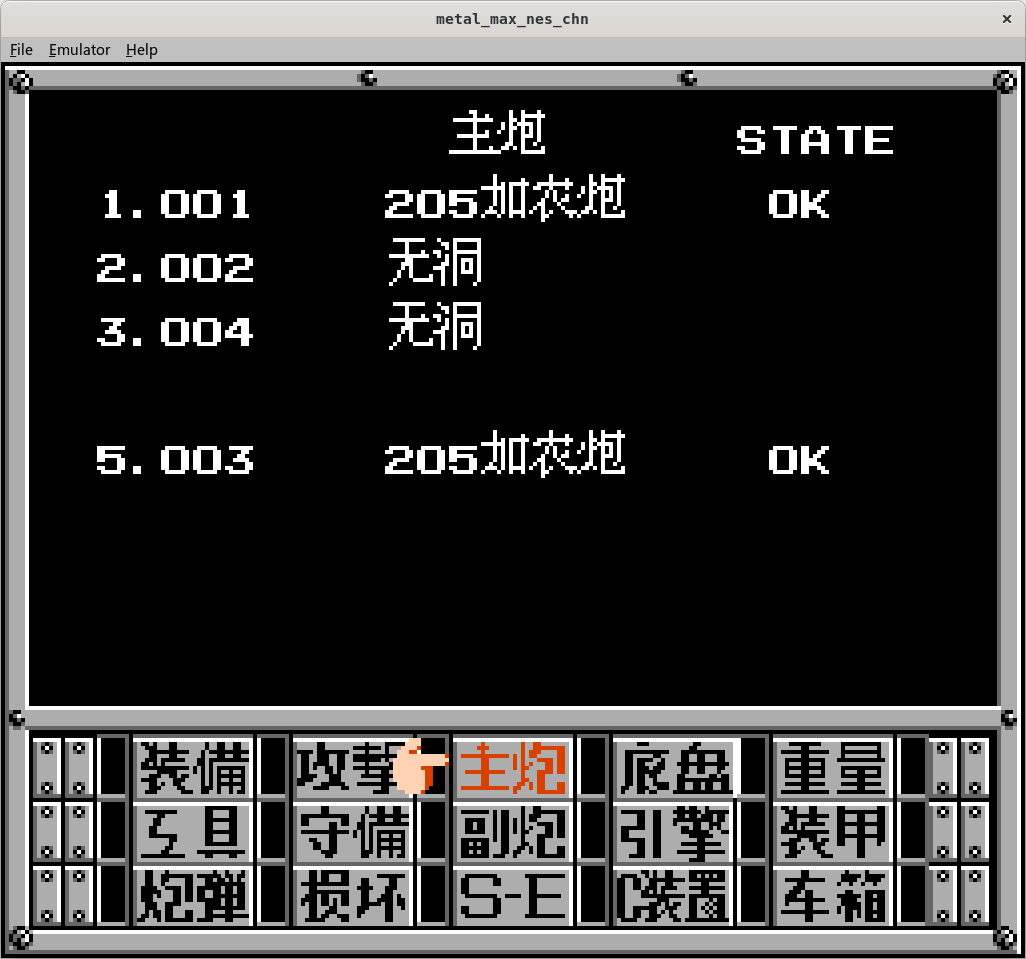 metal_max_nes_chn
File Emulator Help
主炮 STATE
1.001 205加农炮 OK
2.002 无洞
3.004 无洞
5.003 205加农炮 OK
装備 攻撃 主炮 底盘 重量
工具 守備 副炮 引擎 装甲
炮弹 损坏 S-E C装置 车箱